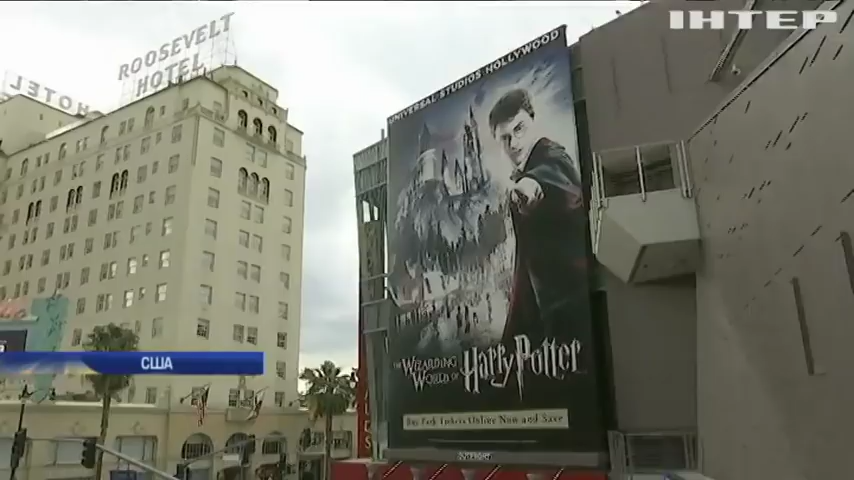 ІНТЕР
ROOSEVELT
HOTEL
HOTEL
UNIVERSAL STUDIOS HOLLYWOOD
THE WIZARDING
WORLD OF
Harry Potter
Buy Park Tickets Online Now and Save
США